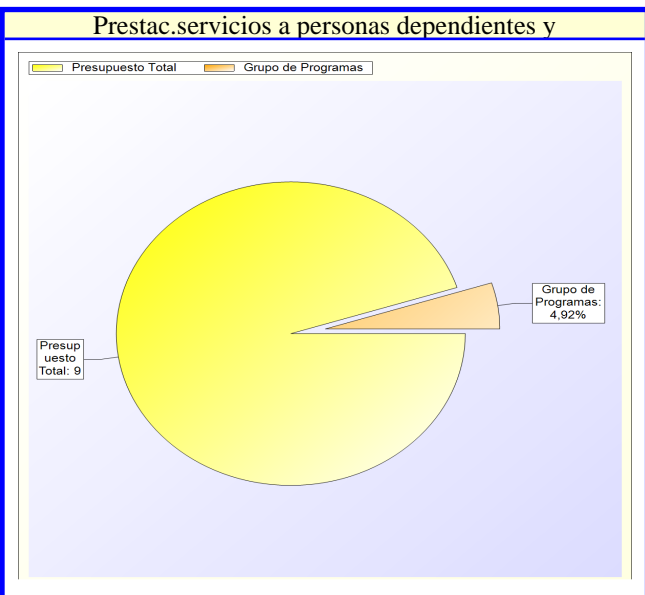 Prestac.servicios a personas dependientes y
Presupuesto Total
Grupo de Programas
Grupo de
Programas:
4,92%
Presup
uesto
Total: 9